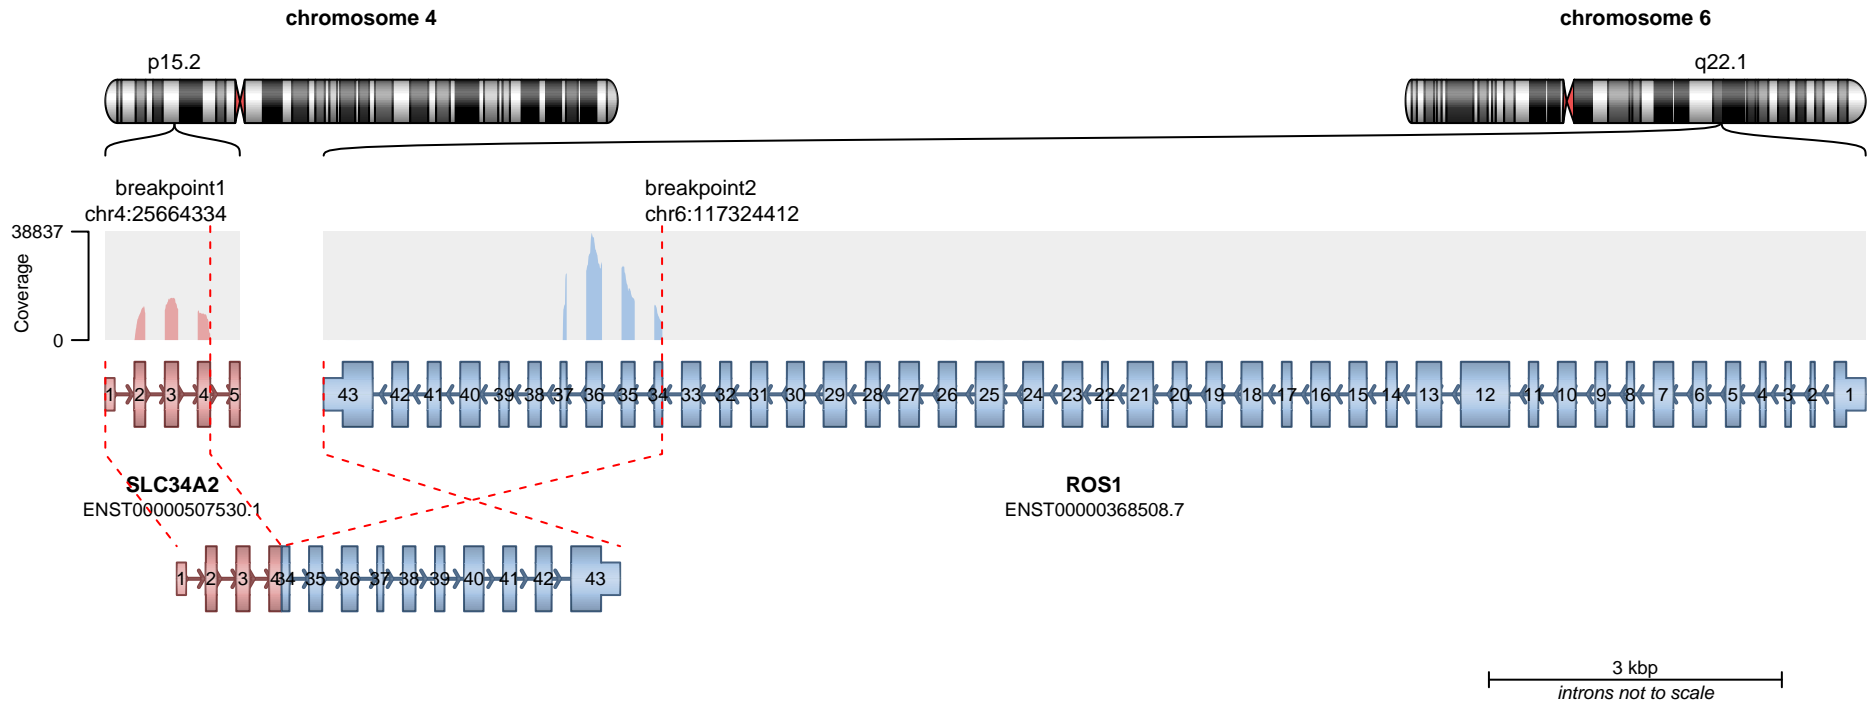 chromosome 4
chromosome 6
p15.2
q22.1
breakpoint1
chr4:25664334
breakpoint2
chr6:117324412
38837
Coverage
0
1 2 3 4 5
43 42 41 40 39 38 37 36 35 34 33 32 31 30 29 28 27 26 25 24 23 22 21 20 19 18 17 16 15 14 13 12 11 10 9 8 7 6 5 4 3 2 1
SLC34A2
ENST00000507530.1
ROS1
ENST00000368508.7
1 2 3 4 34 35 36 37 38 39 40 41 42 43
3 kbp
introns not to scale